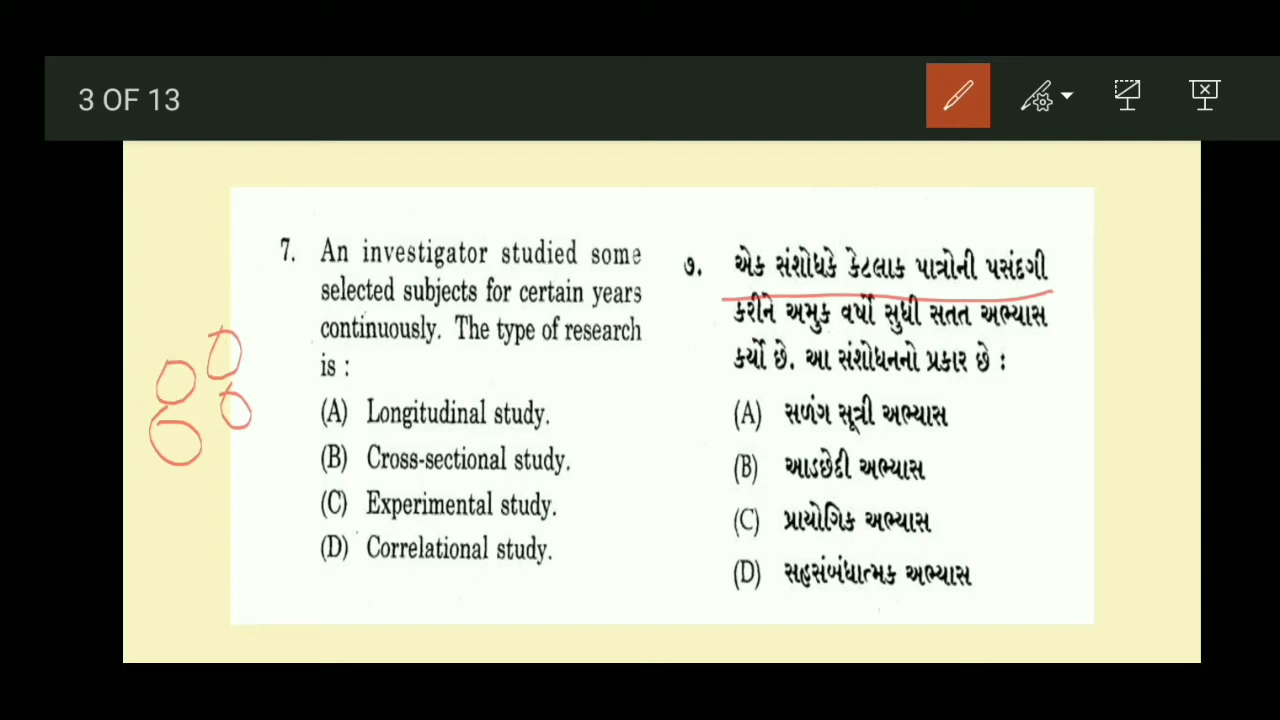 3 OF 13
7. An investigator studied some
selected subjects for certain years
continuously. The type of research
is :
(A) Longitudinal study.
(B) Cross-sectional study.
(C) Experimental study.
(D) Correlational study.
૭. એક સંશોધકે કેટલાક પાત્રોની પસંદગી
કરીને અમુક વર્ષો સુધી સતત અભ્યાસ
કર્યો છે. આ સંશોધનનો પ્રકાર છે :
(A) સળંગ સૂત્રી અભ્યાસ
(B) આડછેદી અભ્યાસ
(C) પ્રાયોગિક અભ્યાસ
(D) સહસંબંધાત્મક અભ્યાસ